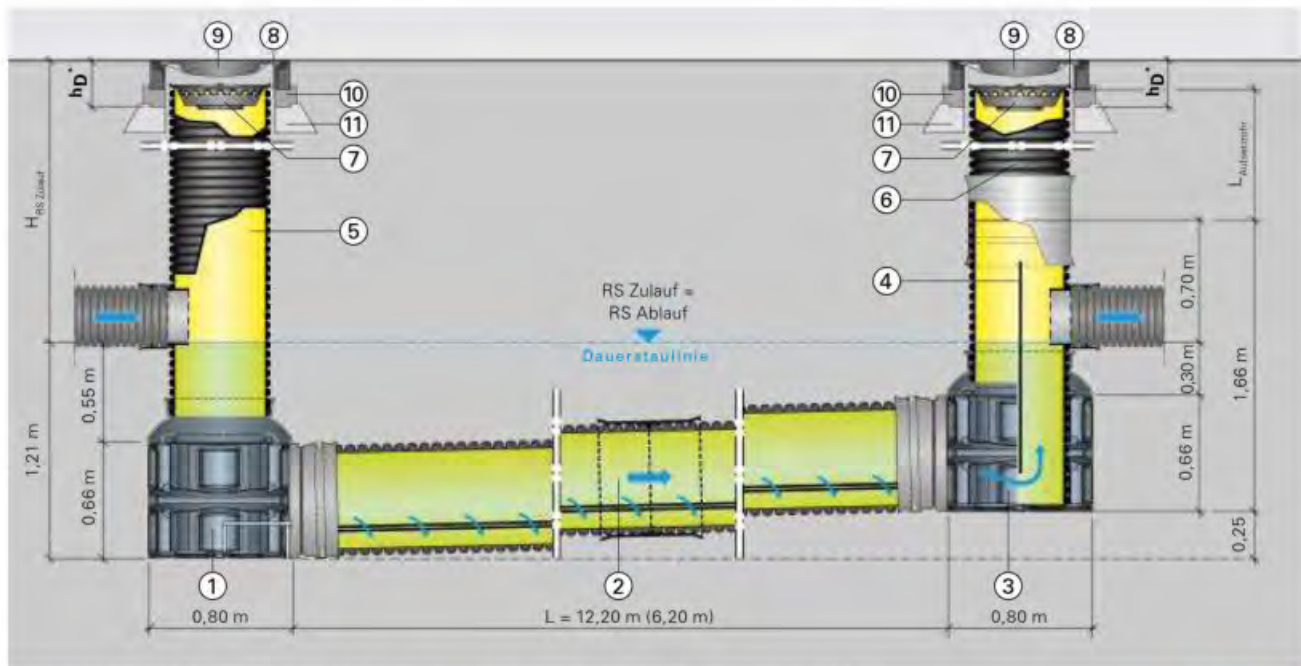 9
8
9
8
hD*
hD*
10
10
11
11
7
7
6
HRS Zulauf
LAufsetzrohr
5
4
0,70 m
RS Zulauf =
RS Ablauf
Dauerstaulinie
0,55 m
0,30 m
1,66 m
1,21 m
0,66 m
0,66 m
0,25
1
2
3
0,80 m
L = 12,20 m (6,20 m)
0,80 m